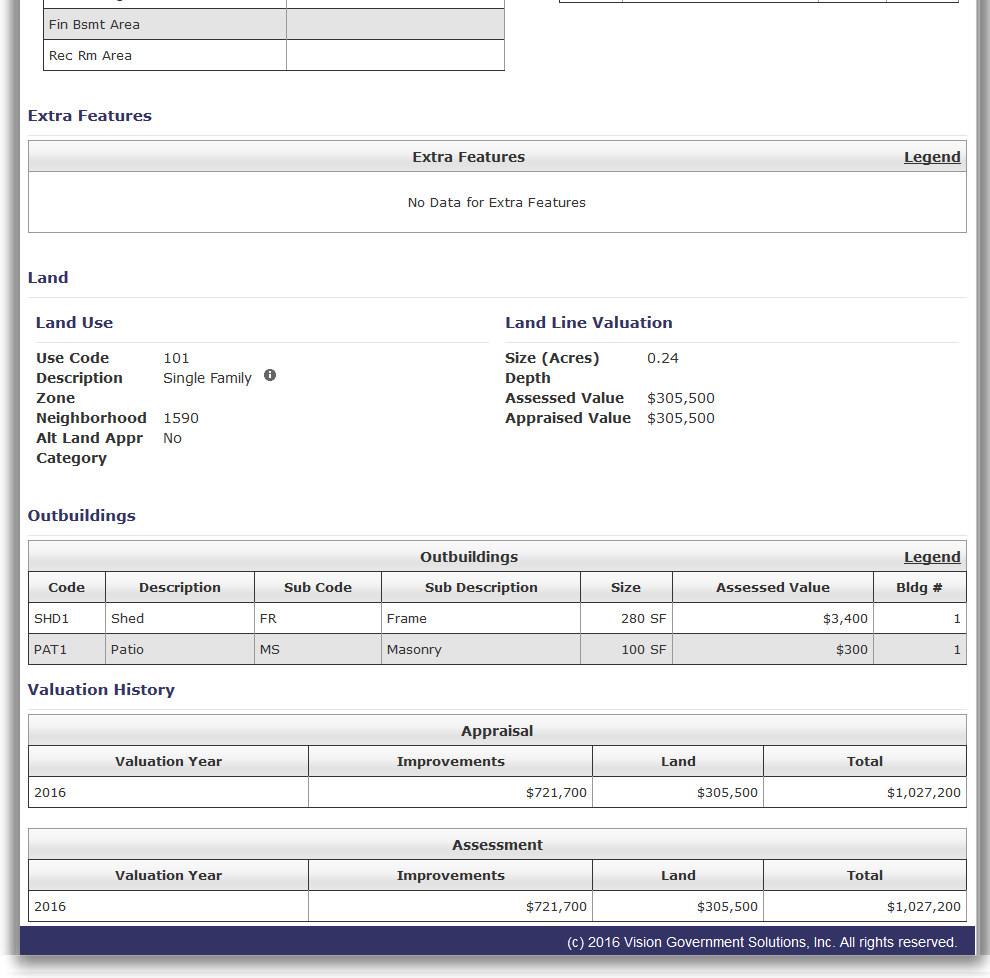 Fin Bsmt Area
Rec Rm Area
Extra Features
Extra Features Legend
No Data for Extra Features
Land
Land Use
Use Code 101
Description Single Family
Zone
Neighborhood 1590
Alt Land Appr No
Category
Land Line Valuation
Size (Acres) 0.24
Depth
Assessed Value $305,500
Appraised Value $305,500
Outbuildings
Outbuildings Legend
Code Description Sub Code Sub Description Size Assessed Value Bldg #
SHD1 Shed FR Frame 280 SF $3,400 1
PAT1 Patio MS Masonry 100 SF $300 1
Valuation History
Appraisal
Valuation Year Improvements Land Total
2016 $721,700 $305,500 $1,027,200
Assessment
Valuation Year Improvements Land Total
2016 $721,700 $305,500 $1,027,200
(c) 2016 Vision Government Solutions, Inc. All rights reserved.